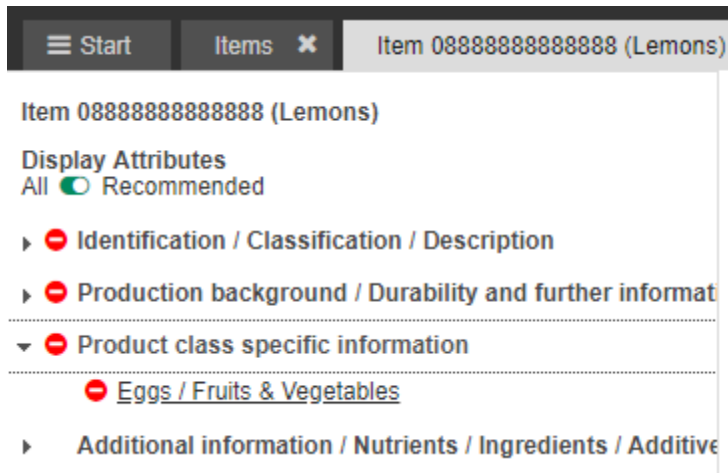 Start Items Item 08888888888888 (Lemons)
Item 08888888888888 (Lemons)
Display Attributes
All Recommended
Identification / Classification / Description
Production background / Durability and further informati
Product class specific information
Eggs / Fruits & Vegetables
Additional information / Nutrients / Ingredients / Additive